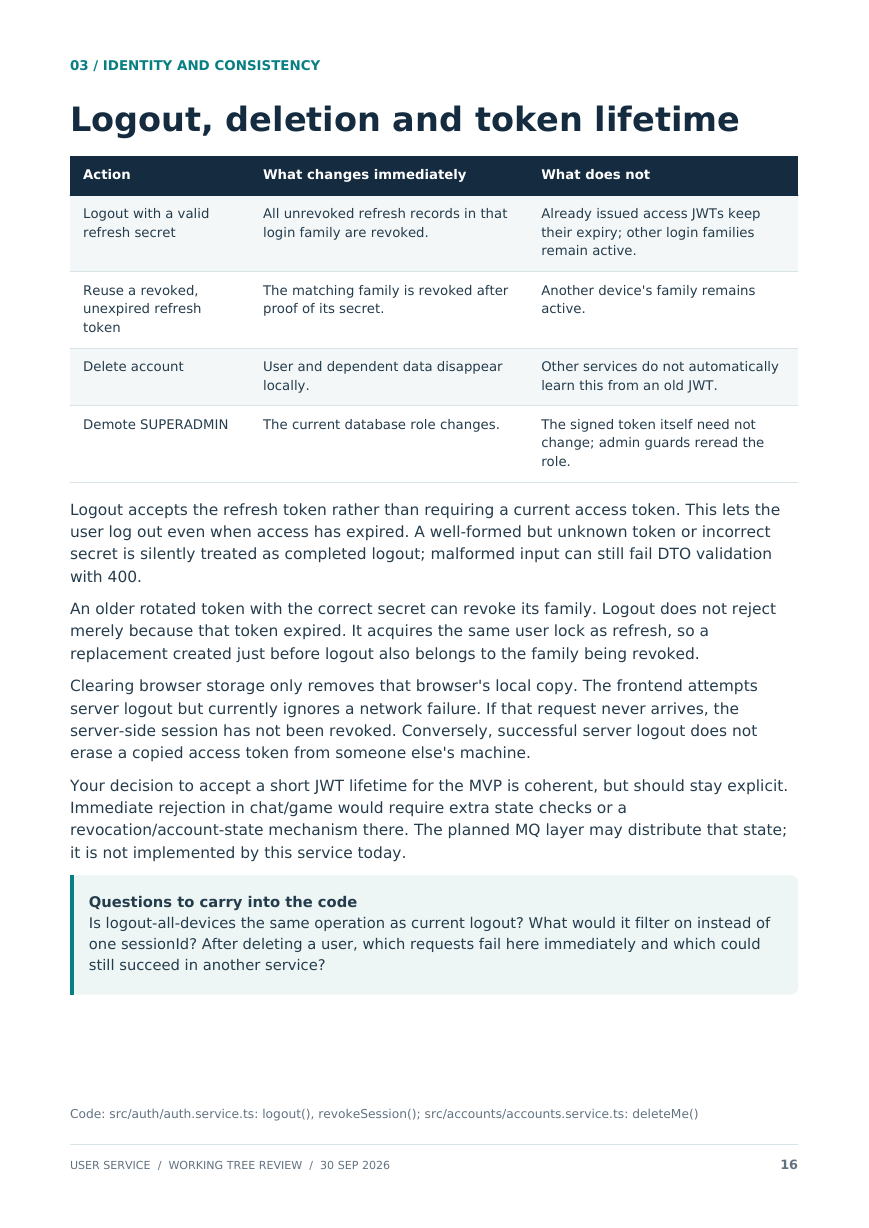 03 / IDENTITY AND CONSISTENCY
Logout, deletion and token lifetime
Action What changes immediately What does not
Logout with a valid refresh secret
All unrevoked refresh records in that login family are revoked.
Already issued access JWTs keep their expiry; other login families remain active.
Reuse a revoked, unexpired refresh token
The matching family is revoked after proof of its secret.
Another device's family remains active.
Delete account
User and dependent data disappear locally.
Other services do not automatically learn this from an old JWT.
Demote SUPERADMIN
The current database role changes.
The signed token itself need not change; admin guards reread the role.
Logout accepts the refresh token rather than requiring a current access token. This lets the
user log out even when access has expired. A well-formed but unknown token or incorrect
secret is silently treated as completed logout; malformed input can still fail DTO validation
with 400.
An older rotated token with the correct secret can revoke its family. Logout does not reject
merely because that token expired. It acquires the same user lock as refresh, so a
replacement created just before logout also belongs to the family being revoked.
Clearing browser storage only removes that browser's local copy. The frontend attempts
server logout but currently ignores a network failure. If that request never arrives, the
server-side session has not been revoked. Conversely, successful server logout does not
erase a copied access token from someone else's machine.
Your decision to accept a short JWT lifetime for the MVP is coherent, but should stay explicit.
Immediate rejection in chat/game would require extra state checks or a
revocation/account-state mechanism there. The planned MQ layer may distribute that state;
it is not implemented by this service today.
Questions to carry into the code
Is logout-all-devices the same operation as current logout? What would it filter on instead of
one sessionId? After deleting a user, which requests fail here immediately and which could
still succeed in another service?
Code: src/auth/auth.service.ts: logout(), revokeSession(); src/accounts/accounts.service.ts: deleteMe()
USER SERVICE / WORKING TREE REVIEW / 30 SEP 2026 16